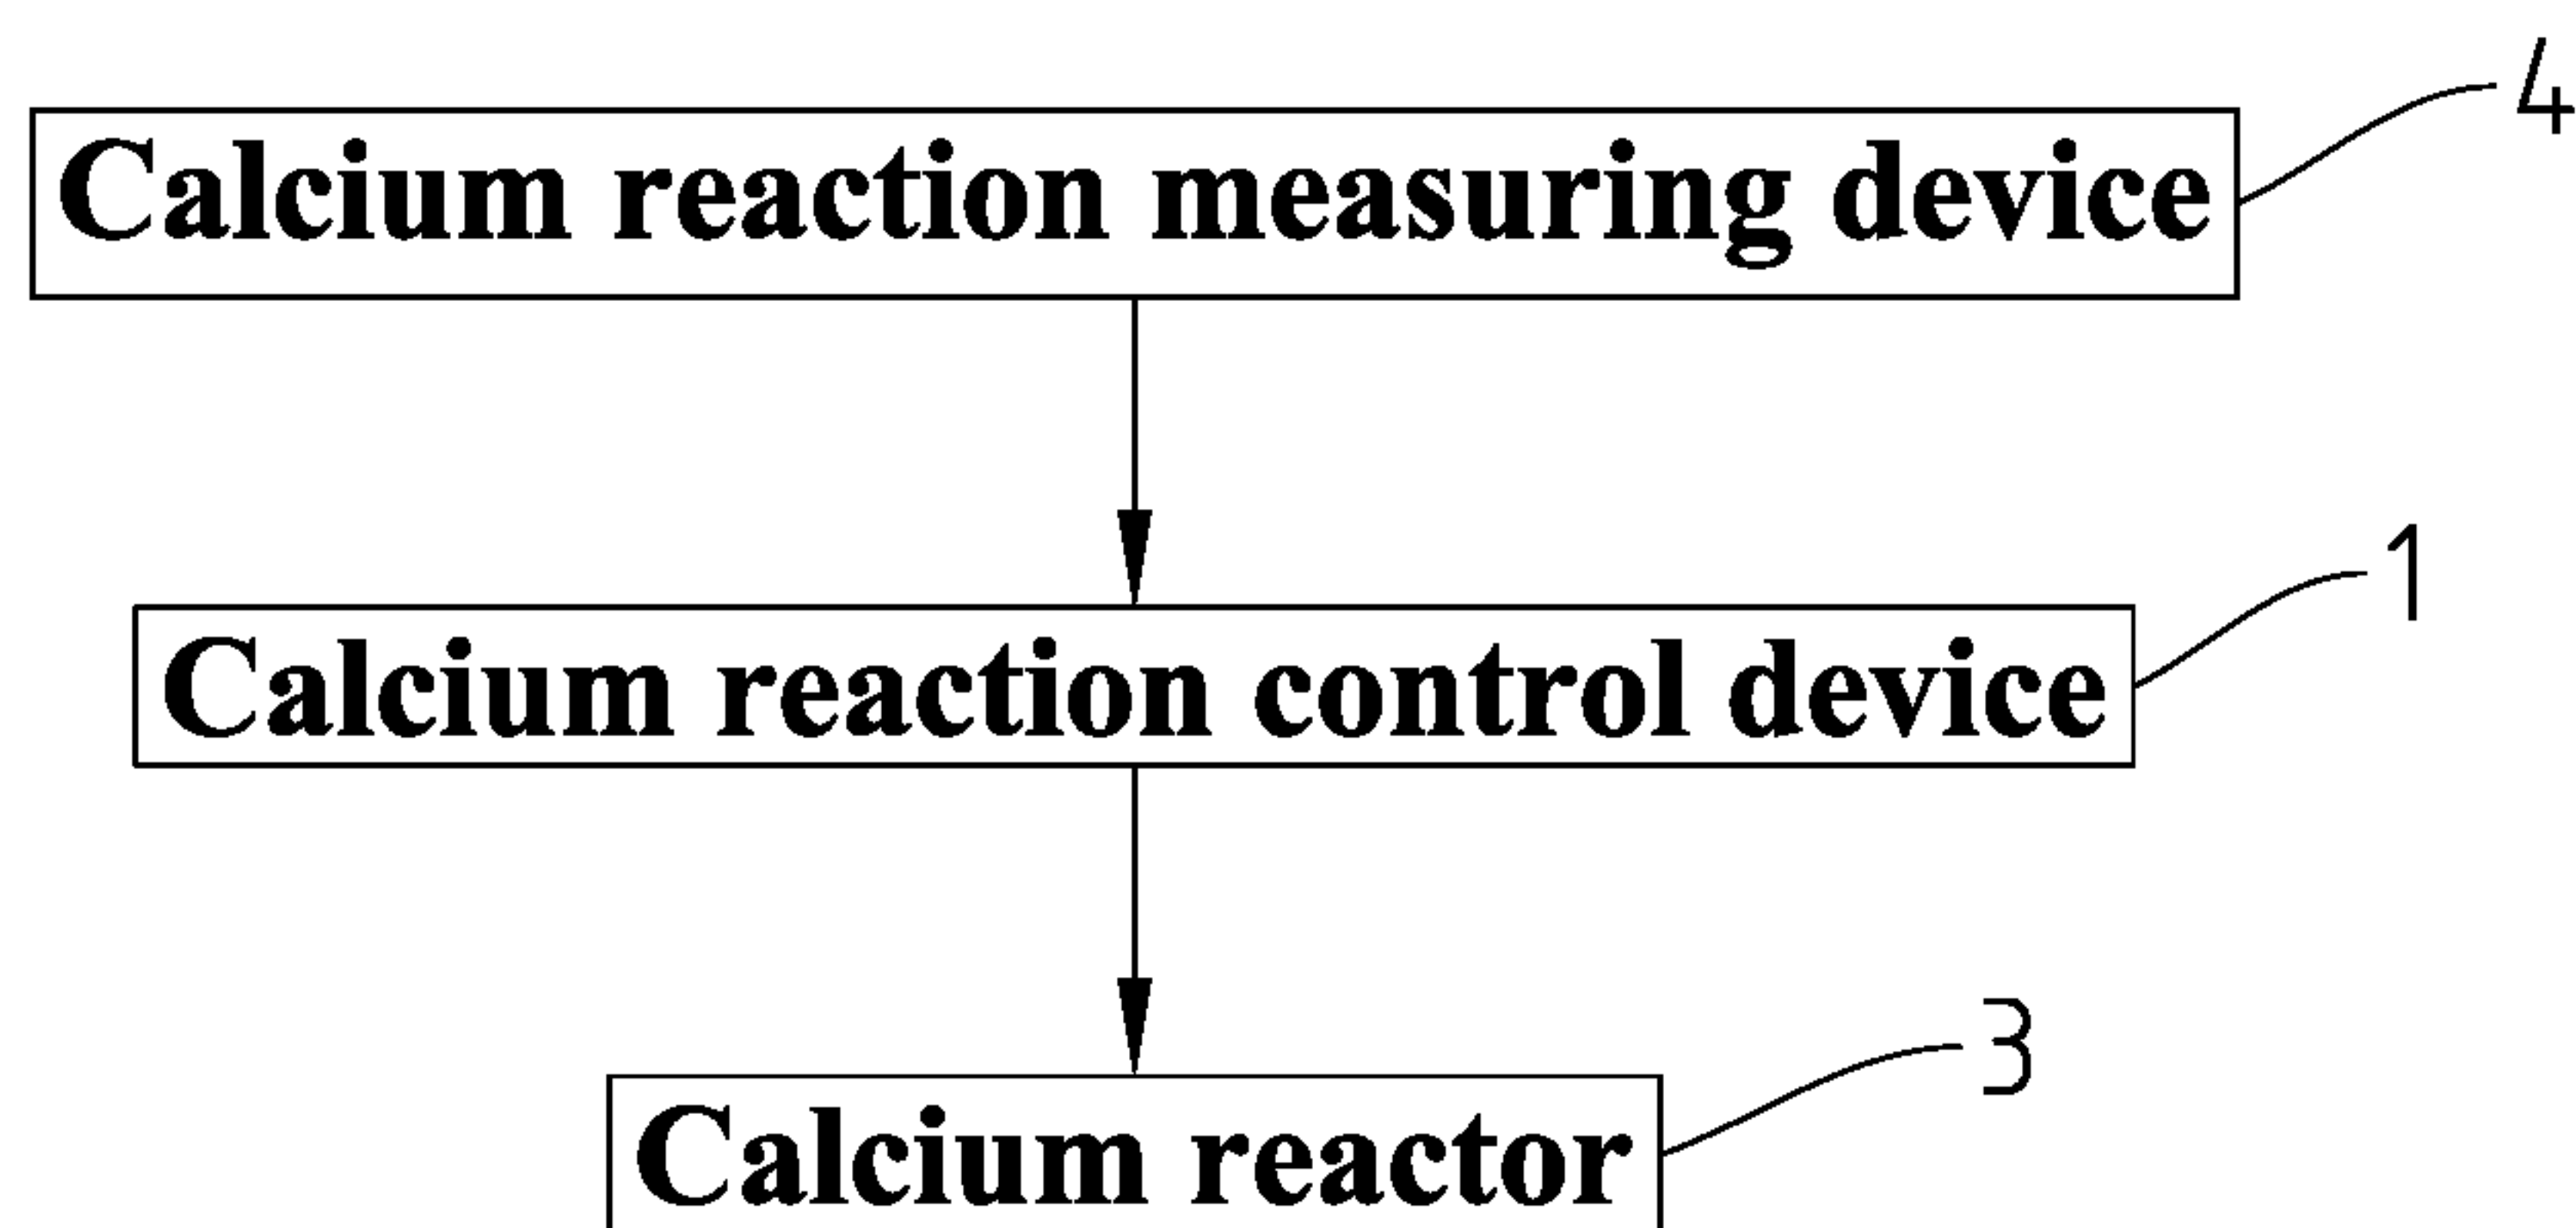 4
Calcium reaction measuring device
1
Calcium reaction control device
3
Calcium reactor